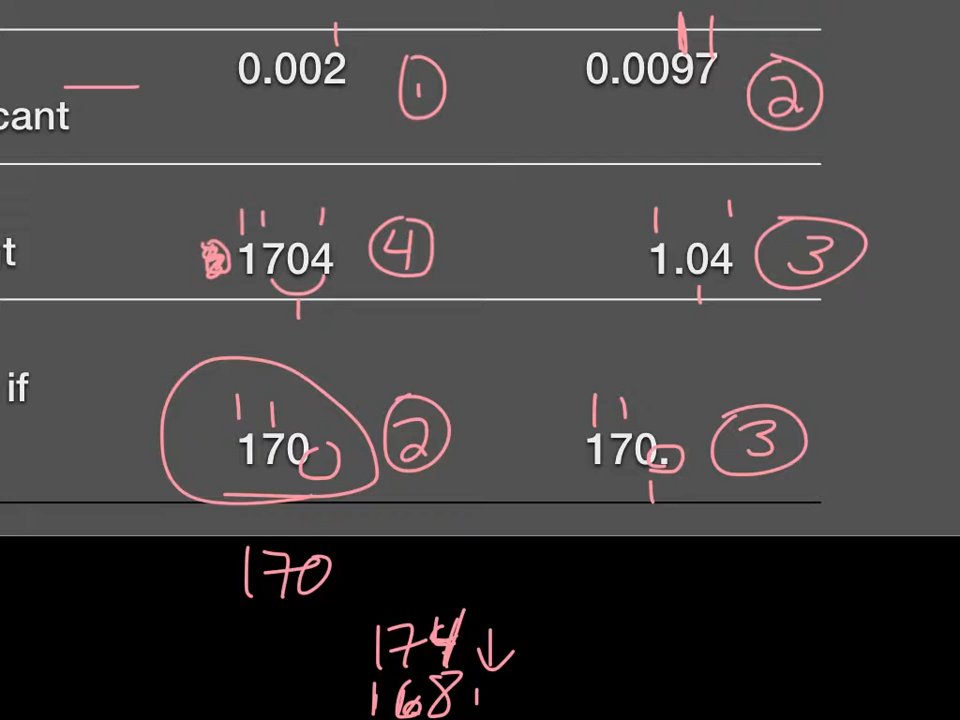 0.002 1 0.0097 2
cant
t 1704 4 1.04 3
if 170 2 170. 3
170
174 ↓
168